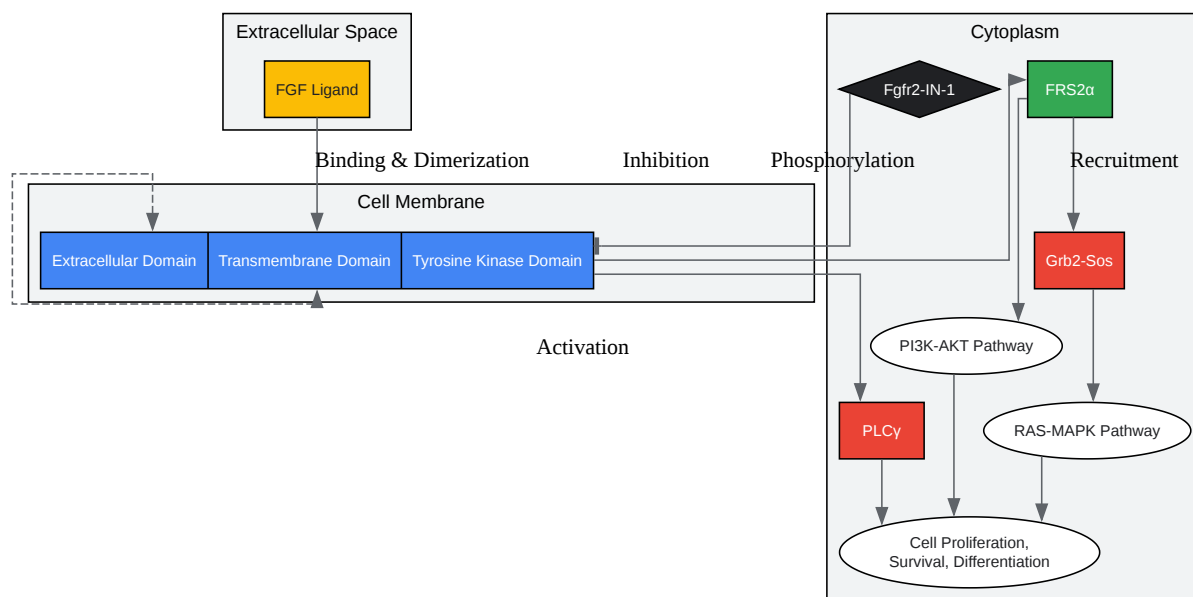 Extracellular Space
Cytoplasm
FGF Ligand
Fgfr2-IN-1
FRS2α
Binding & Dimerization
Inhibition
Phosphorylation
Recruitment
Cell Membrane
Extracellular Domain
Transmembrane Domain
Tyrosine Kinase Domain
Grb2-Sos
Activation
PI3K-AKT Pathway
PLCγ
RAS-MAPK Pathway
Cell Proliferation,
Survival, Differentiation